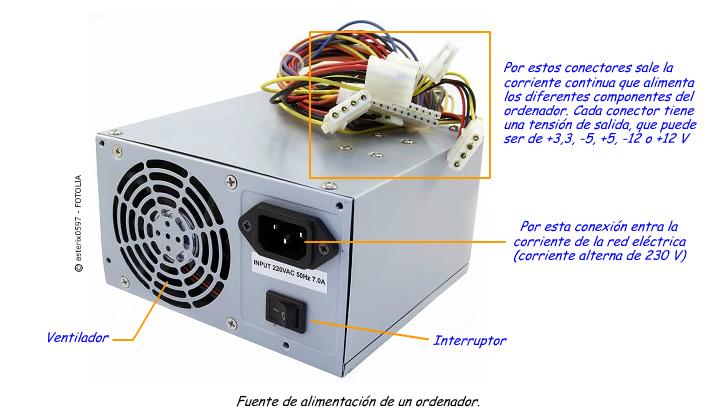 Por estos conectores sale la
corriente continua que alimenta
los diferentes componentes del
ordenador. Cada conector tiene
una tensión de salida, que puede
ser de +3,3, -5, +5, -12 o +12 V
© asterix0597 - FOTOLIA
Por esta conexión entra la
corriente de la red eléctrica
(corriente alterna de 230 V)
INPUT 220VAC 50Hz 7.0A
Ventilador
Interruptor
Fuente de alimentación de un ordenador.